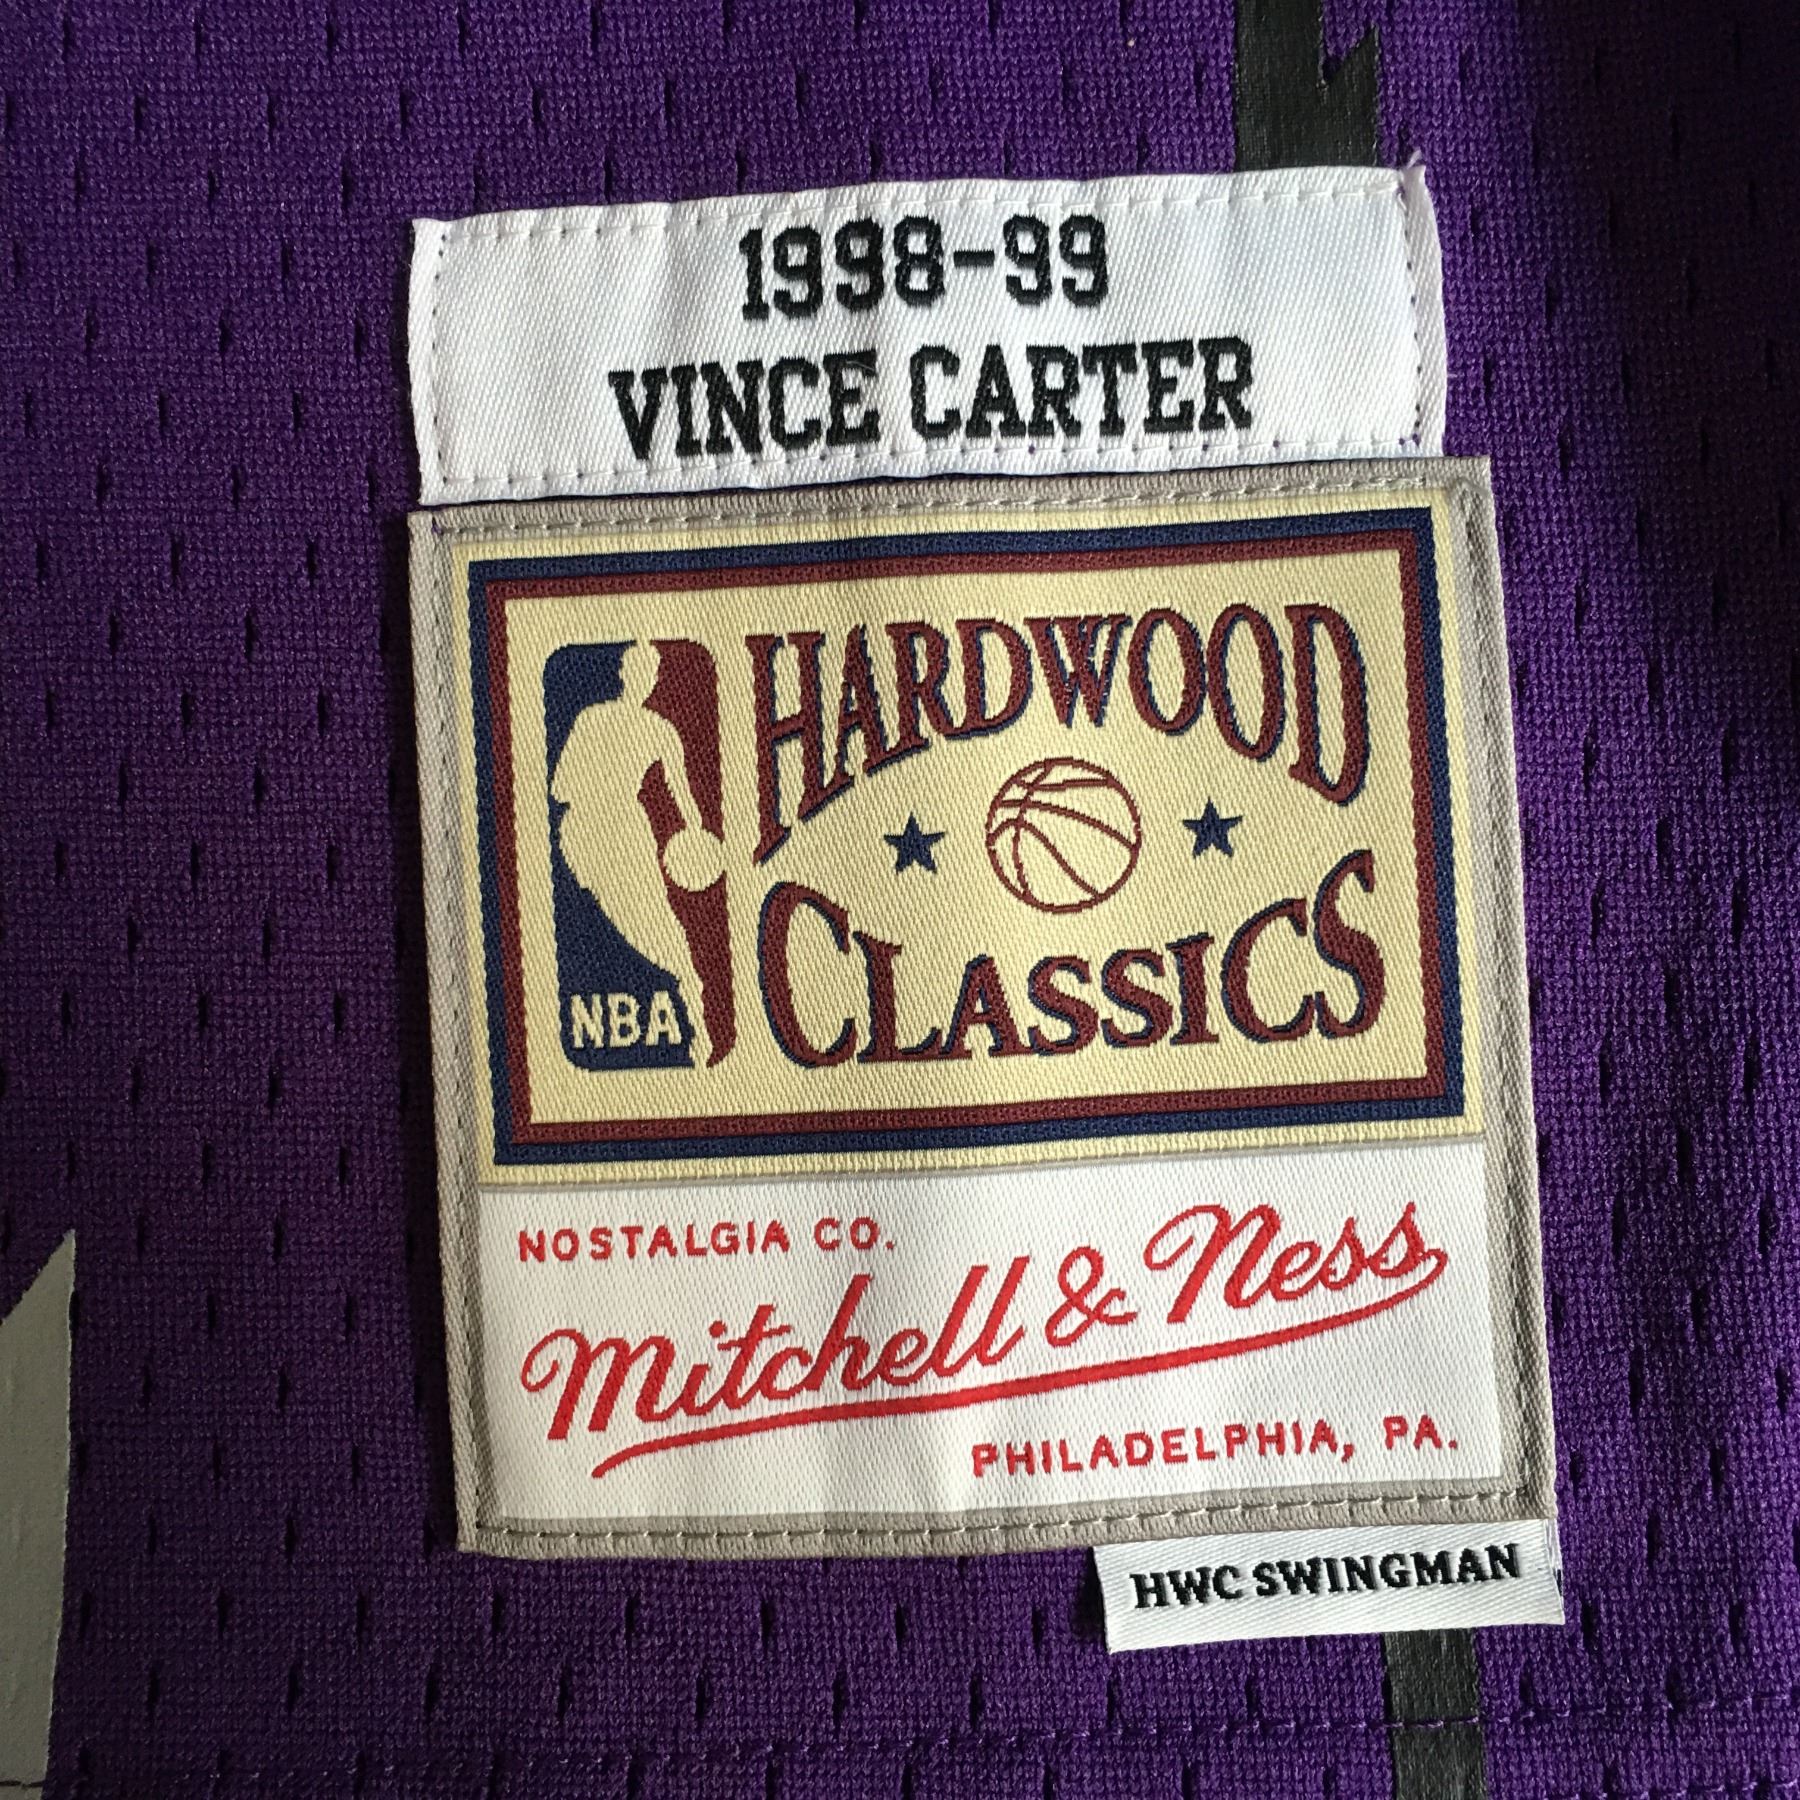 1998-99
VINCE CARTER
HARDWOOD
CLASSICS
NBA
NOSTALGIA CO.
Mitchell & Ness
PHILADELPHIA, PA.
HWC SWINGMAN